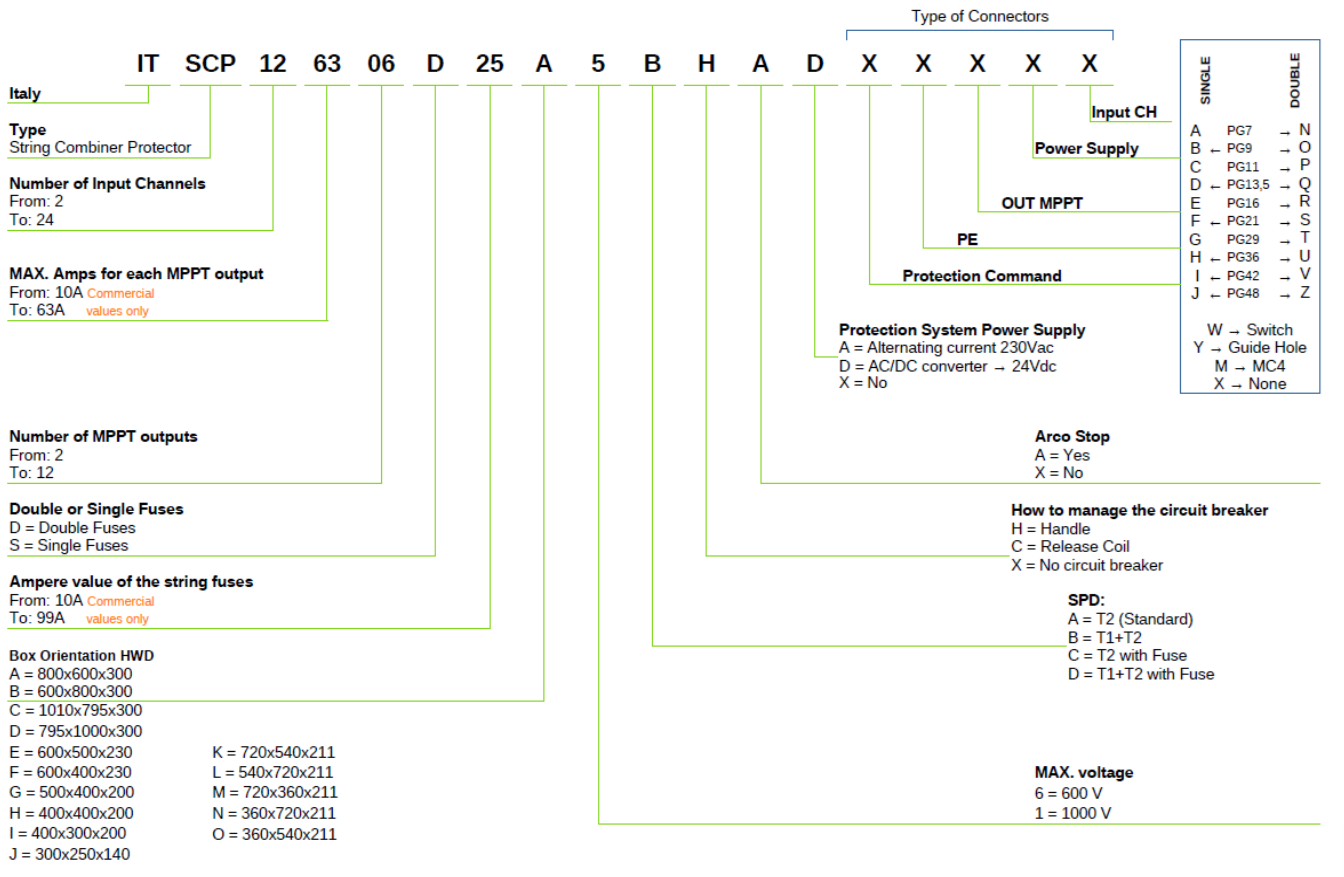 Type of Connectors
IT SCP 12 63 06 D 25 A 5 B H A D X X X X X
Italy
Type
String Combiner Protector
Number of Input Channels
From: 2
To: 24
MAX. Amps for each MPPT output
From: 10A Commercial
To: 63A values only
Number of MPPT outputs
From: 2
To: 12
Double or Single Fuses
D = Double Fuses
S = Single Fuses
Ampere value of the string fuses
From: 10A Commercial
To: 99A values only
Box Orientation HWD
A = 800x600x300
B = 600x800x300
C = 1010x795x300
D = 795x1000x300
E = 600x500x230
F = 600x400x230
G = 500x400x200
H = 400x400x200
I = 400x300x200
J = 300x250x140
K = 720x540x211
L = 540x720x211
M = 720x360x211
N = 360x720x211
O = 360x540x211
Input CH
Power Supply
OUT MPPT
PE
Protection Command
Protection System Power Supply
A = Alternating current 230Vac
D = AC/DC converter → 24Vdc
X = No
Arco Stop
A = Yes
X = No
How to manage the circuit breaker
H = Handle
C = Release Coil
X = No circuit breaker
SPD:
A = T2 (Standard)
B = T1+T2
C = T2 with Fuse
D = T1+T2 with Fuse
MAX. voltage
6 = 600 V
1 = 1000 V
SINGLE DOUBLE
A PG7 → N
B ← PG9 → O
C PG11 → P
D ← PG13,5 → Q
E PG16 → R
F ← PG21 → S
G PG29 → T
H ← PG36 → U
I ← PG42 → V
J ← PG48 → Z
W → Switch
Y → Guide Hole
M → MC4
X → None